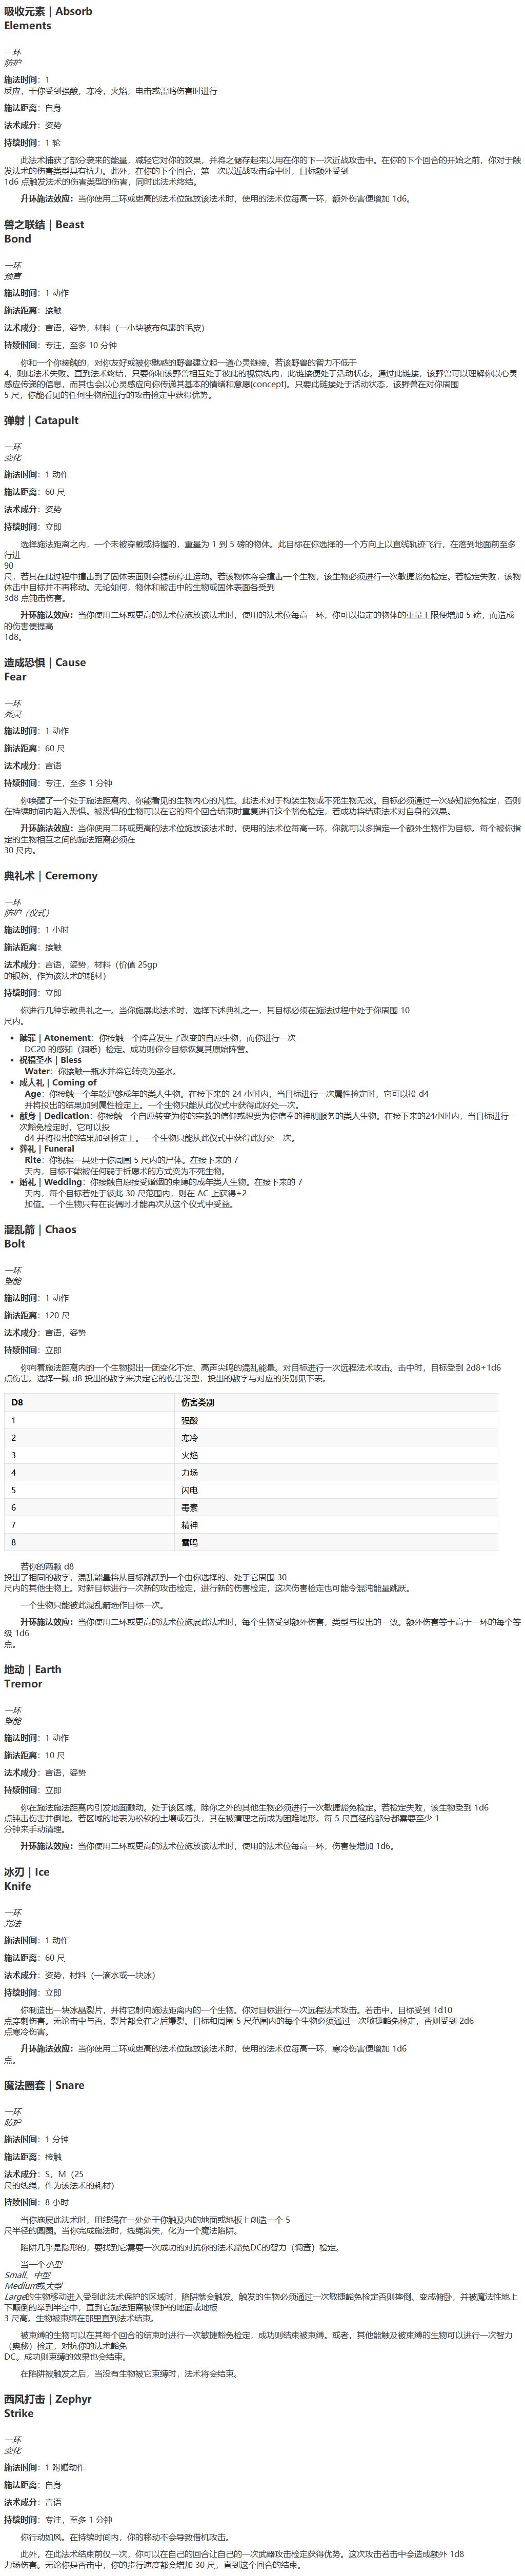 吸收元素｜Absorb
Elements
一环
防护
施法时间：1
反应，于你受到强酸，寒冷，火焰，电击或雷鸣伤害时进行
施法距离：自身
法术成分：姿势
持续时间：1 轮
此法术捕获了部分袭来的能量，减轻它对你的效果，并将之储存起来以用在你的下一次近战攻击中。在你的下个回合的开始之前，你对于触
发法术的伤害类型具有抗力。此外，在你的下个回合，第一次以近战攻击命中时，目标额外受到
1d6 点触发法术的伤害类型的伤害，同时此法术终结。
升环施法效应：当你使用二环或更高的法术位施放该法术时，使用的法术位每高一环，额外伤害便增加 1d6。
兽之联结｜Beast
Bond
一环
预言
施法时间：1 动作
施法距离：接触
法术成分：言语，姿势，材料（一小块被布包裹的毛皮）
持续时间：专注，至多 10 分钟
你和一个你接触的，对你友好或被你魅惑的野兽建立起一道心灵链接。若该野兽的智力不低于
4，则此法术失败。直到法术终结，只要你和该野兽相互处于彼此的视觉线内，此链接便处于活动状态。通过此链接，该野兽可以理解你以心灵
感应传递的信息，而其也会以心灵感应向你传递其基本的情绪和意愿(concept)。只要此链接处于活动状态，该野兽在对你周围
5 尺，你能看见的任何生物所进行的攻击检定中获得优势。
弹射｜Catapult
一环
变化
施法时间：1 动作
施法距离：60 尺
法术成分：姿势
持续时间：立即
选择施法距离之内，一个未被穿戴或持握的，重量为 1 到 5 磅的物体。此目标在你选择的一个方向上以直线轨迹飞行，在落到地面前至多
行进
90
尺，若其在此过程中撞击到了固体表面则会提前停止运动。若该物体将会撞击一个生物，该生物必须进行一次敏捷豁免检定。若检定失败，该物
体击中目标并不再移动。无论如何，物体和被击中的生物或固体表面各受到
3d8 点钝击伤害。
升环施法效应：当你使用二环或更高的法术位施放该法术时，使用的法术位每高一环，你可以指定的物体的重量上限便增加 5 磅，而造成
的伤害便提高
1d8。
造成恐惧｜Cause
Fear
一环
死灵
施法时间：1 动作
施法距离：60 尺
法术成分：言语
持续时间：专注，至多 1 分钟
你唤醒了一个处于施法距离内、你能看见的生物内心的凡性。此法术对于构装生物或不死生物无效。目标必须通过一次感知豁免检定，否则
在持续时间内陷入恐惧。被恐惧的生物可以在它的每个回合结束时重复进行这个豁免检定，若成功将结束法术对自身的效果。
升环施法效应：当你使用二环或更高的法术位施放该法术时，使用的法术位每高一环，你就可以多指定一个额外生物作为目标。每个被你指
定的生物相互之间的施法距离必须在
30 尺内。
典礼术｜Ceremony
一环
防护（仪式）
施法时间：1 小时
施法距离：接触
法术成分：言语，姿势，材料（价值 25gp
的银粉，作为该法术的耗材）
持续时间：立即
你进行几种宗教典礼之一。当你施展此法术时，选择下述典礼之一，其目标必须在施法过程中处于你周围 10
尺内。
• 赎罪｜Atonement：你接触一个阵营发生了改变的自愿生物，而你进行一次
DC20 的感知（洞悉）检定。成功则你令目标恢复其原始阵营。
• 祝福圣水｜Bless
Water：你接触一瓶水并将它转变为圣水。
• 成人礼｜Coming of
Age：你接触一个年龄足够成年的类人生物。在接下来的 24 小时内，当目标进行一次属性检定时，它可以投 d4
并将投出的结果加到属性检定上。一个生物只能从此仪式中获得此好处一次。
• 献身｜Dedication：你接触一个自愿转变为你的宗教的信仰或想要为你信奉的神明服务的类人生物。在接下来的24小时内，当目标进行一
次豁免检定时，它可以投
d4 并将投出的结果加到检定上。一个生物只能从此仪式中获得此好处一次。
• 葬礼｜Funeral
Rite：你祝福一具处于你周围 5 尺内的尸体。在接下来的 7
天内，目标不能被任何弱于祈愿术的方式变为不死生物。
• 婚礼｜Wedding：你接触自愿接受婚姻的束缚的成年类人生物。在接下来的 7
天内，每个目标若处于彼此 30 尺范围内，则在 AC 上获得+2
加值。一个生物只有在丧偶时才能再次从这个仪式中受益。
混乱箭｜Chaos
Bolt
一环
塑能
施法时间：1 动作
施法距离：120 尺
法术成分：言语，姿势
持续时间：立即
你向着施法距离内的一个生物掷出一团变化不定、高声尖鸣的混乱能量。对目标进行一次远程法术攻击。击中时，目标受到 2d8+1d6
点伤害。选择一颗 d8 投出的数字来决定它的伤害类型，投出的数字与对应的类别见下表。
D8 伤害类别
1 强酸
2 寒冷
3 火焰
4 力场
5 闪电
6 毒素
7 精神
8 雷鸣
若你的两颗 d8
投出了相同的数字，混乱能量将从目标跳跃到一个由你选择的、处于它周围 30
尺内的其他生物上。对新目标进行一次新的攻击检定，进行新的伤害检定，这次伤害检定也可能令混沌能量跳跃。
一个生物只能被此混乱箭选作目标一次。
升环施法效应：当你使用二环或更高的法术位施展此法术时，每个生物受到额外伤害，类型与投出的一致。额外伤害等于高于一环的每个等
级 1d6
点。
地动｜Earth
Tremor
一环
塑能
施法时间：1 动作
施法距离：10 尺
法术成分：言语，姿势
持续时间：立即
你在施法施法距离内引发地面颤动。处于该区域，除你之外的其他生物必须进行一次敏捷豁免检定。若检定失败，该生物受到 1d6
点钝击伤害并倒地。若区域的地表为松软的土壤或石头，其在被清理之前成为困难地形。每 5 尺直径的部分都需要至少 1
分钟来手动清理。
升环施法效应：当你使用二环或更高的法术位施放该法术时，使用的法术位每高一环，伤害便增加 1d6。
冰刃｜Ice
Knife
一环
咒法
施法时间：1 动作
施法距离：60 尺
法术成分：姿势，材料（一滴水或一块冰）
持续时间：立即
你制造出一块冰晶裂片，并将它射向施法距离内的一个生物。你对目标进行一次远程法术攻击。若击中，目标受到 1d10
点穿刺伤害。无论击中与否，裂片都会在之后爆裂。目标和周围 5 尺范围内的每个生物必须通过一次敏捷豁免检定，否则受到 2d6
点寒冷伤害。
升环施法效应：当你使用二环或更高的法术位施放该法术时，使用的法术位每高一环，寒冷伤害便增加 1d6
点。
魔法圈套｜Snare
一环
防护
施法时间：1 分钟
施法距离：接触
法术成分：S，M（25
尺的线绳，作为该法术的耗材）
持续时间：8 小时
当你施展此法术时，用线绳在一处处于你触及内的地面或地板上创造一个 5
尺半径的圆圈。当你完成施法时，线绳消失，化为一个魔法陷阱。
陷阱几乎是隐形的，要找到它需要一次成功的对抗你的法术豁免DC的智力（调查）检定。
当一个小型
Small、中型
Medium或大型
Large的生物移动进入受到此法术保护的区域时，陷阱就会触发。触发的生物必须通过一次敏捷豁免检定否则摔倒、变成俯卧，并被魔法性地上
下颠倒的举到半空中，直到它施法距离被保护的地面或地板
3 尺高。生物被束缚在那里直到法术结束。
被束缚的生物可以在其每个回合的结束时进行一次敏捷豁免检定，成功则结束被束缚。或者，其他能触及被束缚的生物可以进行一次智力
（奥秘）检定，对抗你的法术豁免
DC。成功则束缚的效果也会结束。
在陷阱被触发之后，当没有生物被它束缚时，法术将会结束。
西风打击｜Zephyr
Strike
一环
变化
施法时间：1 附赠动作
施法距离：自身
法术成分：言语
持续时间：专注，至多 1 分钟
你行动如风。在持续时间内，你的移动不会导致借机攻击。
此外，在此法术结束前仅一次，你可以在自己的回合让自己的一次武器攻击检定获得优势。这次攻击若击中会造成额外 1d8
力场伤害。无论你是否击中，你的步行速度都会增加 30 尺，直到这个回合的结束。